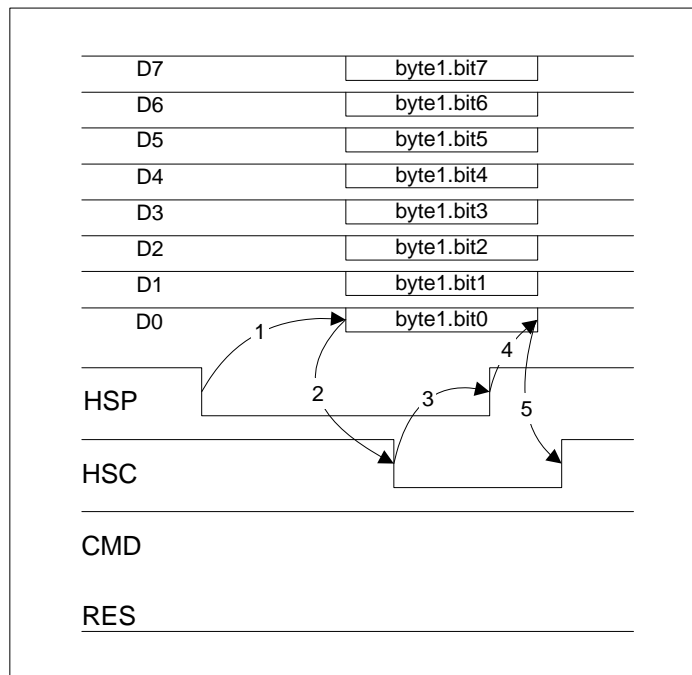 D7 byte1.bit7
D6 byte1.bit6
D5 byte1.bit5
D4 byte1.bit4
D3 byte1.bit3
D2 byte1.bit2
D1 byte1.bit1
D0 byte1.bit0
1
4
2
3
HSP
5
HSC
CMD
RES